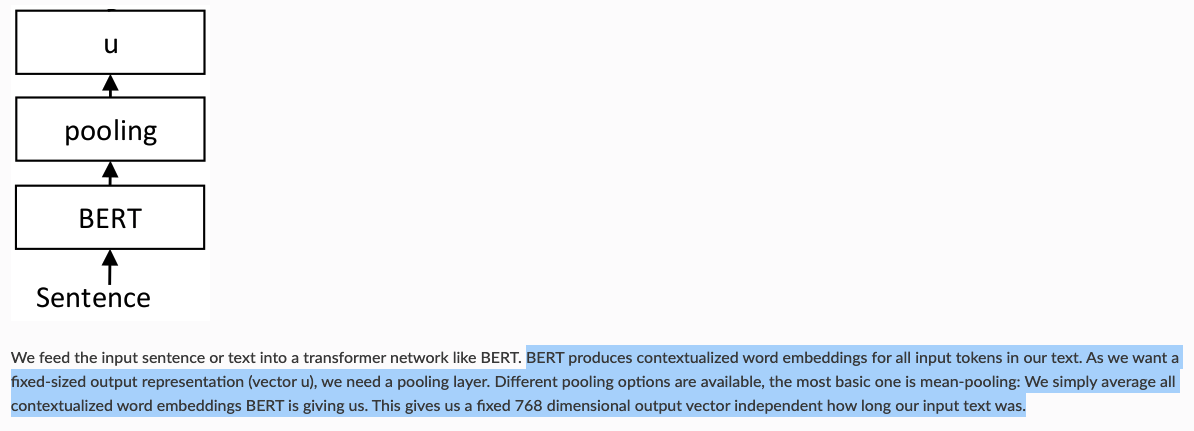 u
pooling
BERT
Sentence
We feed the input sentence or text into a transformer network like BERT. BERT produces contextualized word embeddings for all input tokens in our text. As we want a
fixed-sized output representation (vector u), we need a pooling layer. Different pooling options are available, the most basic one is mean-pooling: We simply average all
contextualized word embeddings BERT is giving us. This gives us a fixed 768 dimensional output vector independent how long our input text was.